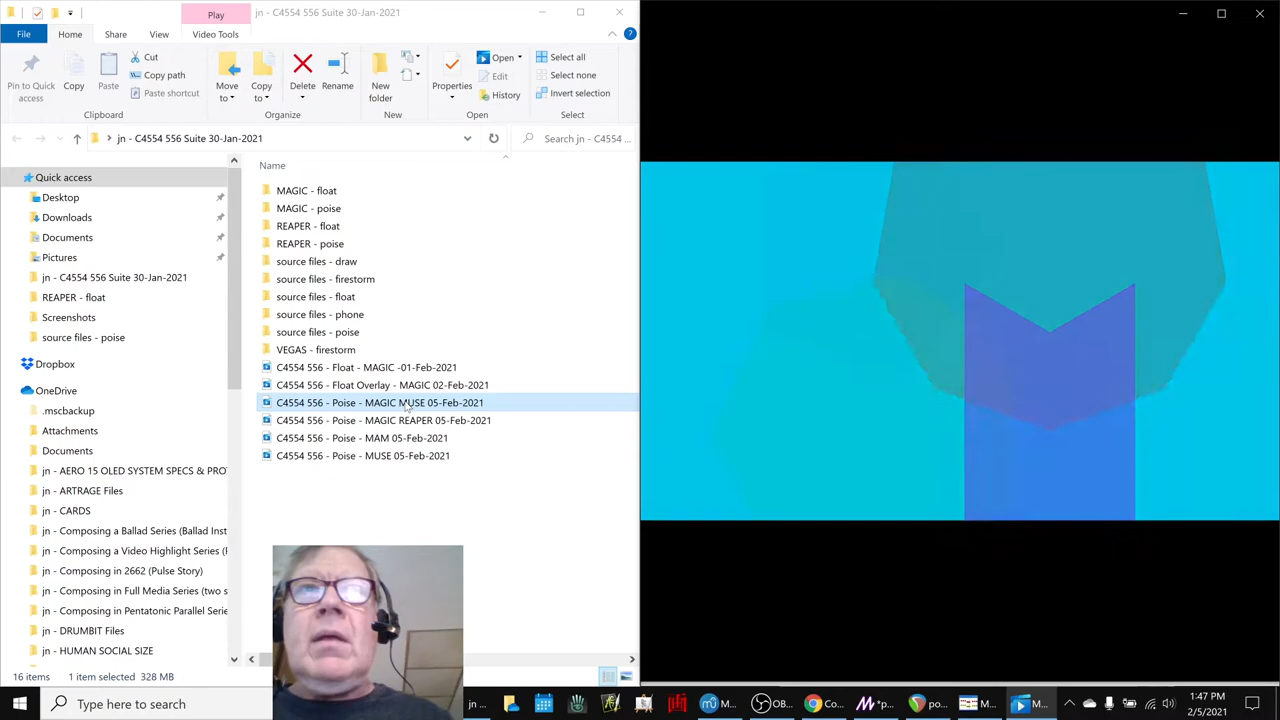 Play
jn - C4554 556 Suite 30-Jan-2021
File
Home
Share
View
Video Tools
Pin to Quick access
Copy
Paste
Cut
Copy path
Paste shortcut
Clipboard
Move to
Copy to
Delete
Rename
Organize
New folder
New
Properties
Open
Edit
History
Open
Select all
Select none
Invert selection
Select
jn - C4554 556 Suite 30-Jan-2021
Search jn - C4554 ...
Name
Quick access
Desktop
Downloads
Documents
Pictures
jn - C4554 556 Suite 30-Jan-2021
REAPER - float
Screenshots
source files - poise
Dropbox
OneDrive
.mscbackup
Attachments
Documents
jn - AERO 15 OLED SYSTEM SPECS & PRO
jn - ARTRAGE Files
jn - CARDS
jn - Composing a Ballad Series (Ballad Inst
jn - Composing a Video Highlight Series (F
jn - Composing in 2662 (Pulse Story)
jn - Composing in Full Media Series (two s
jn - Composing in Pentatonic Parallel Serie
jn - DRUMBIT Files
jn - HUMAN SOCIAL SIZE
MAGIC - float
MAGIC - poise
REAPER - float
REAPER - poise
source files - draw
source files - firestorm
source files - float
source files - phone
source files - poise
VEGAS - firestorm
C4554 556 - Float - MAGIC -01-Feb-2021
C4554 556 - Float Overlay - MAGIC 02-Feb-2021
C4554 556 - Poise - MAGIC MUSE 05-Feb-2021
C4554 556 - Poise - MAGIC REAPER 05-Feb-2021
C4554 556 - Poise - MAM 05-Feb-2021
C4554 556 - Poise - MUSE 05-Feb-2021
16 items
1 item selected
328 MB
Type here to search
jn ...
M...
OB...
Co...
*p...
po...
M...
M...
1:47 PM
2/5/2021